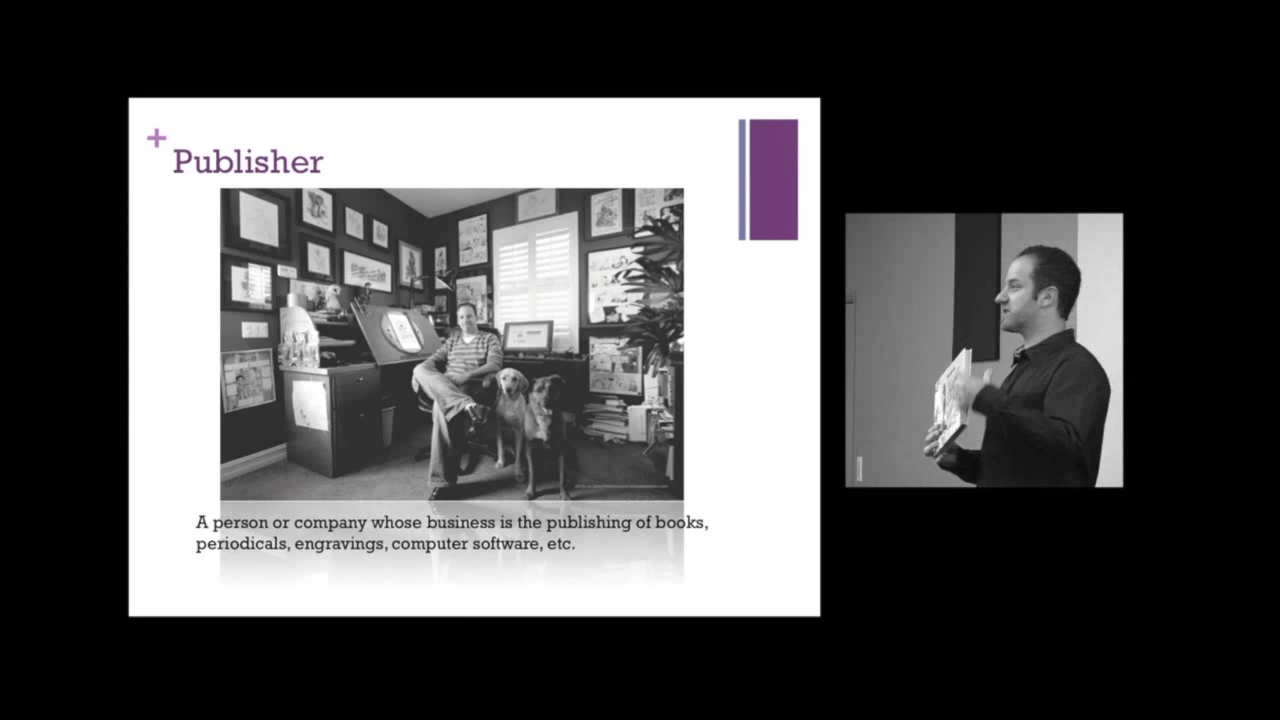 +
Publisher
A person or company whose business is the publishing of books,
periodicals, engravings, computer software, etc.